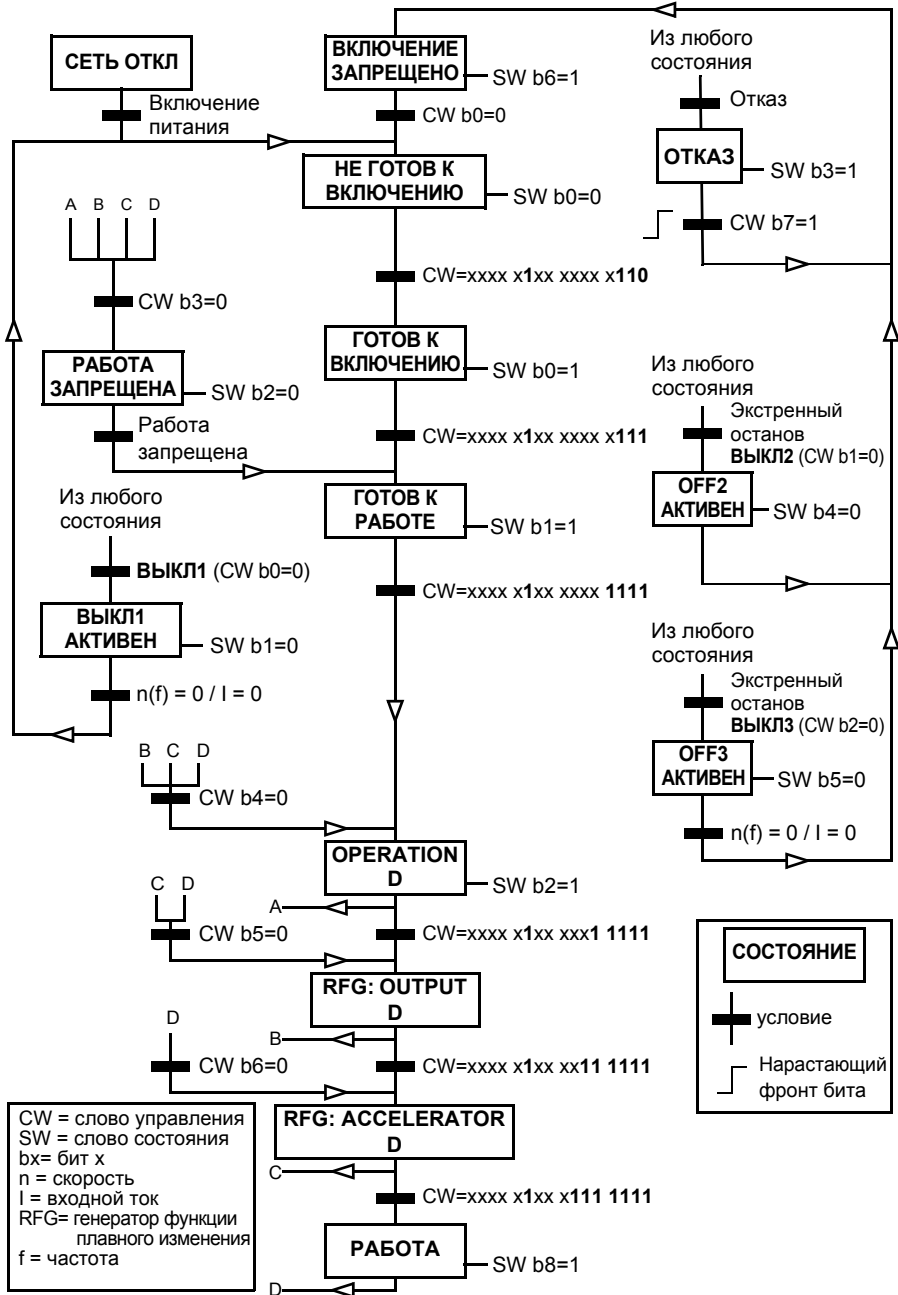 СЕТЬ ОТКЛ
Включение
питания
ВКЛЮЧЕНИЕ
ЗАПРЕЩЕНО
SW b6=1
CW b0=0
НЕ ГОТОВ К
ВКЛЮЧЕНИЮ
SW b0=0
Из любого
состояния
Отказ
ОТКАЗ
SW b3=1
CW b7=1
A B C D
CW b3=0
РАБОТА
ЗАПРЕЩЕНА
SW b2=0
Работа
запрещена
CW=xxxx x1xx xxxx x110
ГОТОВ К
ВКЛЮЧЕНИЮ
SW b0=1
CW=xxxx x1xx xxxx x111
ГОТОВ К
РАБОТЕ
SW b1=1
CW=xxxx x1xx xxxx 1111
Из любого
состояния
Экстренный
останов
ВЫКЛ2 (CW b1=0)
OFF2
АКТИВЕН
SW b4=0
Из любого
состояния
ВЫКЛ1 (CW b0=0)
ВЫКЛ1
АКТИВЕН
SW b1=0
n(f) = 0 / I = 0
Из любого
состояния
Экстренный
останов
ВЫКЛ3 (CW b2=0)
OFF3
АКТИВЕН
SW b5=0
n(f) = 0 / I = 0
B C D
CW b4=0
OPERATION
D
SW b2=1
A
C D
CW b5=0
CW=xxxx x1xx xxx1 1111
RFG: OUTPUT
D
B
D
CW b6=0
CW=xxxx x1xx xx11 1111
RFG: ACCELERATOR
D
C
CW=xxxx x1xx x111 1111
РАБОТА
SW b8=1
D
СОСТОЯНИЕ
условие
Нарастающий
фронт бита
CW = слово управления
SW = слово состояния
bx= бит x
n = скорость
I = входной ток
RFG= генератор функции
плавного изменения
f = частота